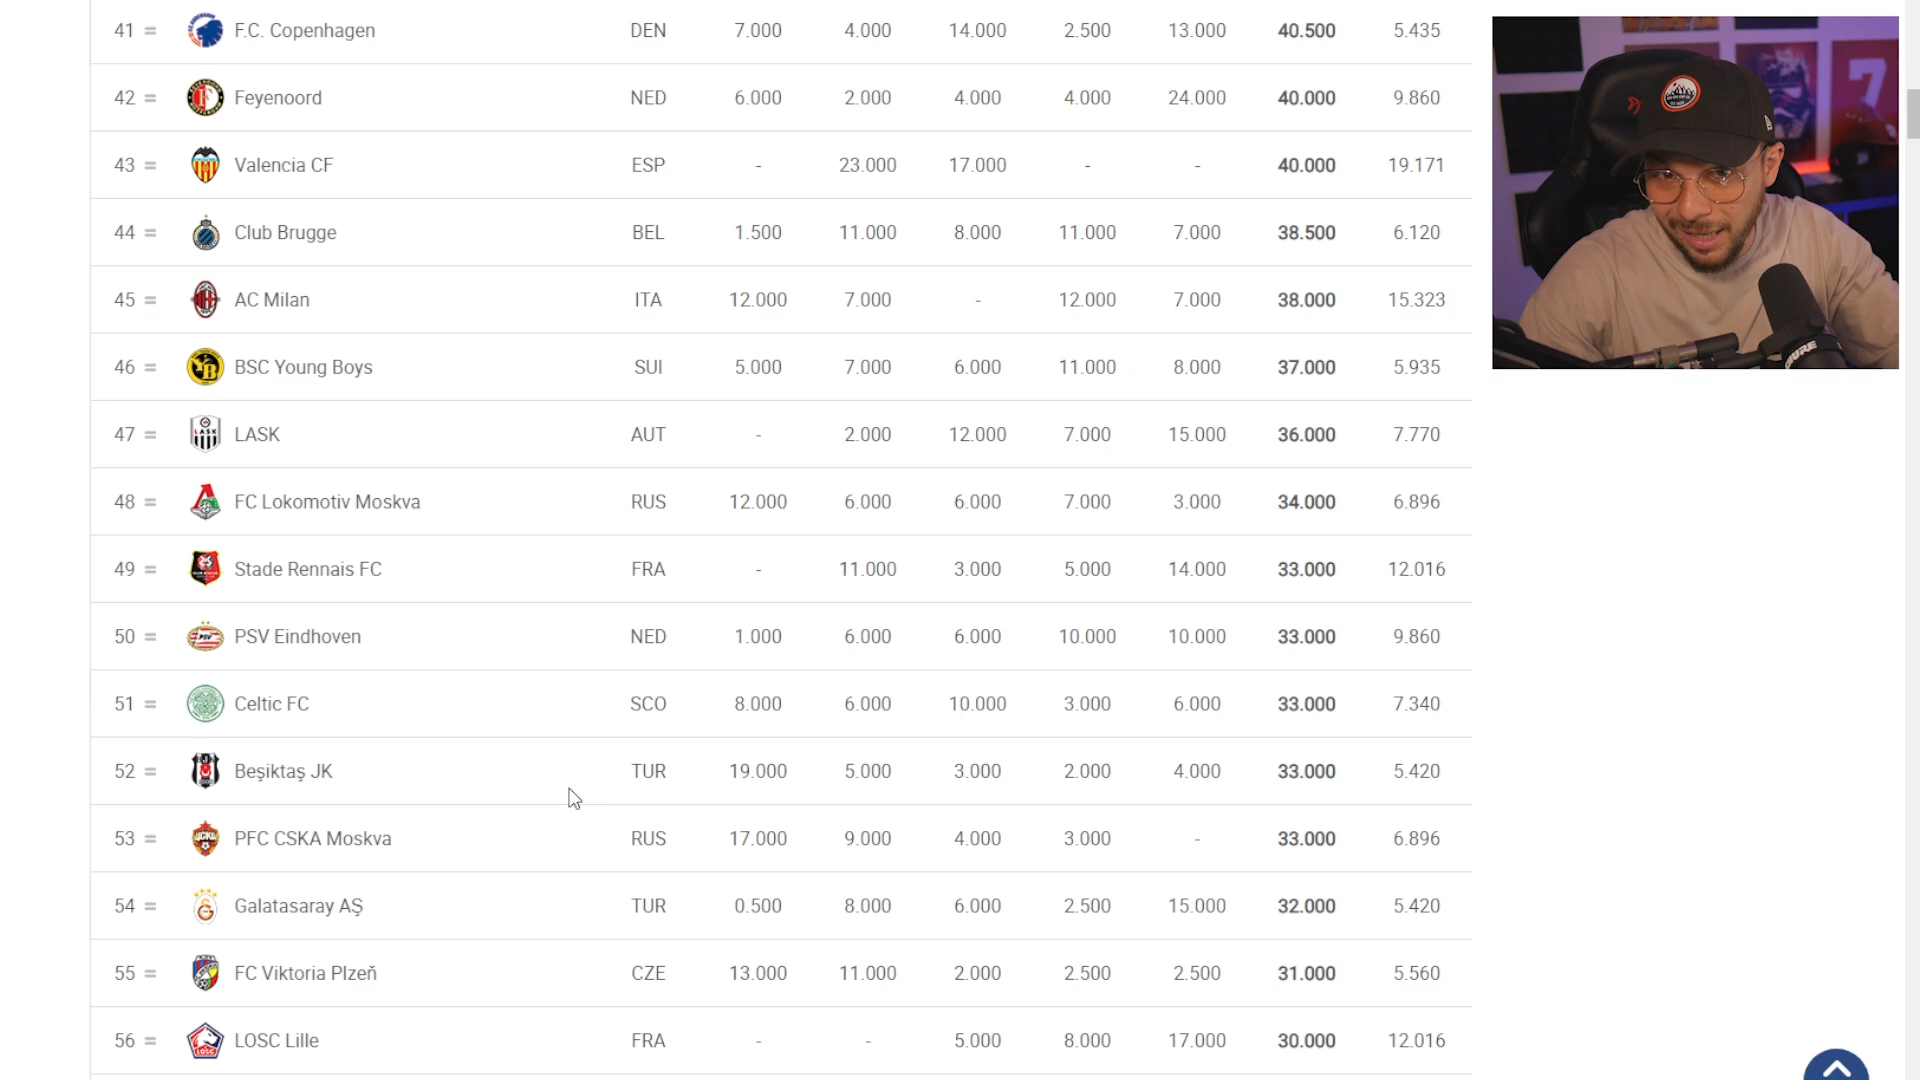 41 = F.C. Copenhagen DEN 7.000 4.000 14.000 2.500 13.000 40.500 5.435
42 = Feyenoord NED 6.000 2.000 4.000 4.000 24.000 40.000 9.860
43 = Valencia CF ESP - 23.000 17.000 - - 40.000 19.171
44 = Club Brugge BEL 1.500 11.000 8.000 11.000 7.000 38.500 6.120
45 = AC Milan ITA 12.000 7.000 - 12.000 7.000 38.000 15.323
46 = BSC Young Boys SUI 5.000 7.000 6.000 11.000 8.000 37.000 5.935
47 = LASK AUT - 2.000 12.000 7.000 15.000 36.000 7.770
48 = FC Lokomotiv Moskva RUS 12.000 6.000 6.000 7.000 3.000 34.000 6.896
49 = Stade Rennais FC FRA - 11.000 3.000 5.000 14.000 33.000 12.016
50 = PSV Eindhoven NED 1.000 6.000 6.000 10.000 10.000 33.000 9.860
51 = Celtic FC SCO 8.000 6.000 10.000 3.000 6.000 33.000 7.340
52 = Beşiktaş JK TUR 19.000 5.000 3.000 2.000 4.000 33.000 5.420
53 = PFC CSKA Moskva RUS 17.000 9.000 4.000 3.000 - 33.000 6.896
54 = Galatasaray AŞ TUR 0.500 8.000 6.000 2.500 15.000 32.000 5.420
55 = FC Viktoria Plzeň CZE 13.000 11.000 2.000 2.500 2.500 31.000 5.560
56 = LOSC Lille FRA - - 5.000 8.000 17.000 30.000 12.016
7
SHURE